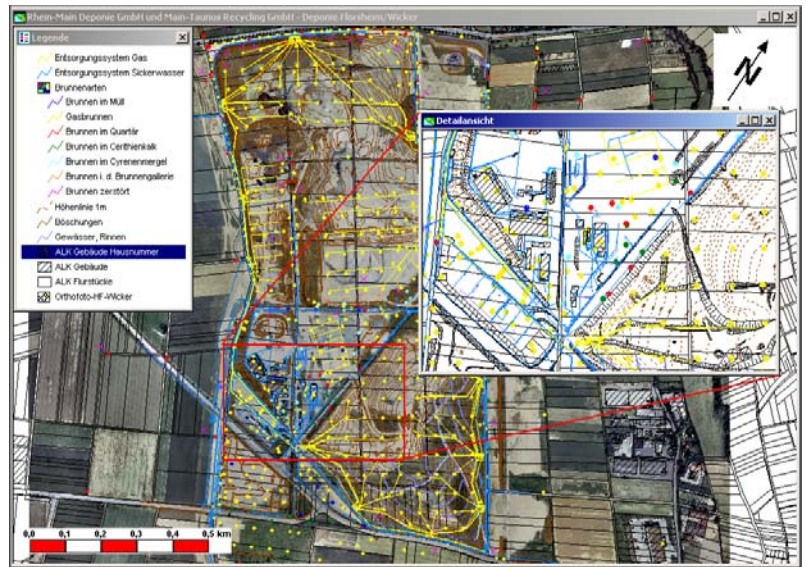 Rhein-Main Deponie GmbH und Main-Taunus Recycling GmbH - Deponie Flörsheim/Wicker
Legende
Entsorgungssystem Gas
Entsorgungssystem Sickerwasser
Brunnenarten
Brunnen im Müll
Gasbrunnen
Brunnen im Quartär
Brunnen im Cerithienkalk
Brunnen im Cyrenenmergel
Brunnen i. d. Brunnengallerie
Brunnen zerstört
Höhenlinie 1m
Böschungen
Gewässer, Rinnen
ALK Gebäude Hausnummer
ALK Gebäude
ALK Flurstücke
Orthofoto-HF-Wicker
N
Detailansicht
0,0 0,1 0,2 0,3 0,4 0,5 km